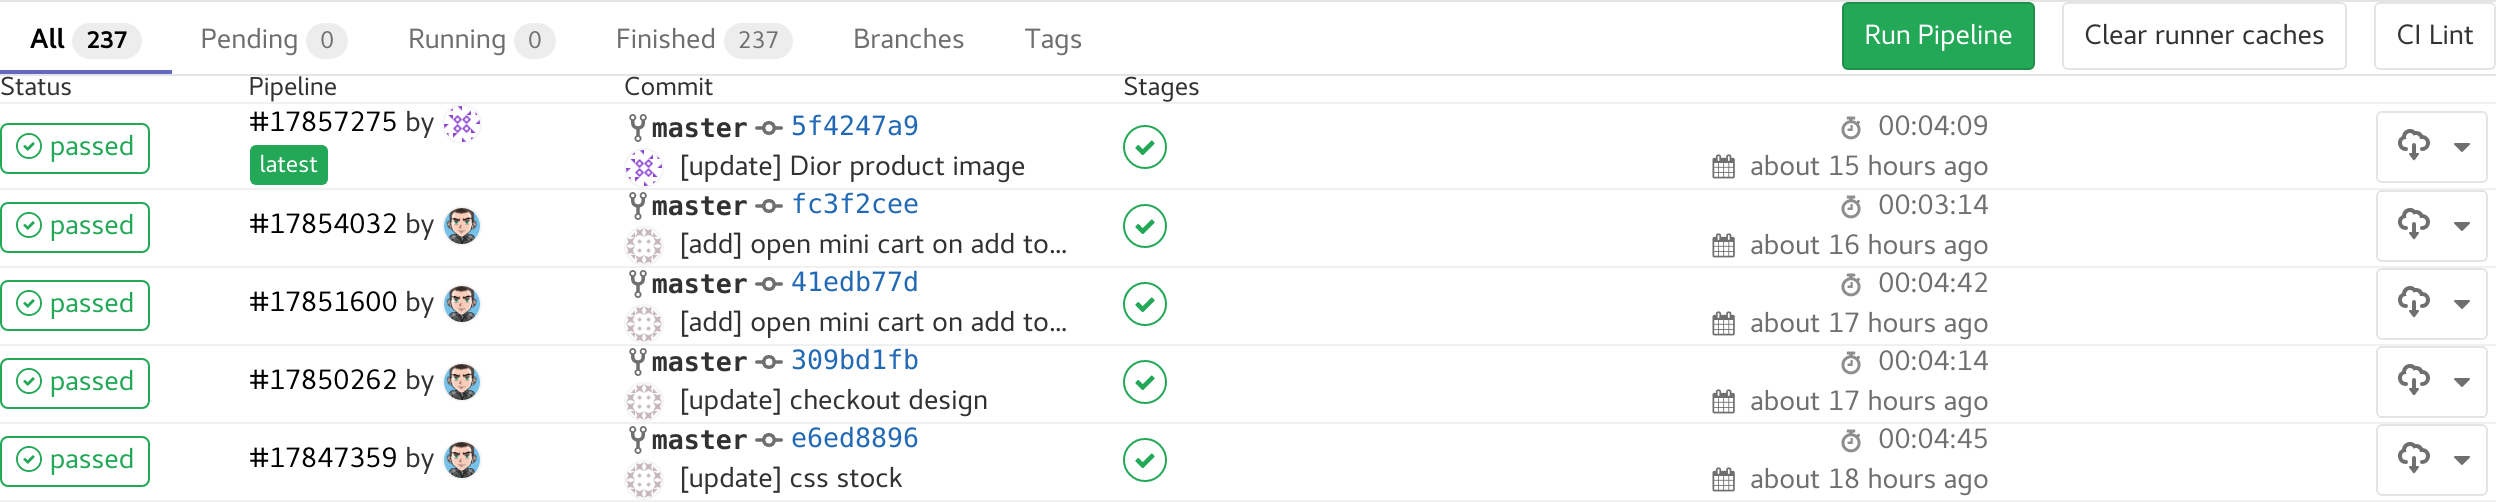 All 237 Pending 0 Running 0 Finished 237 Branches Tags Run Pipeline Clear runner caches CI Lint
Status Pipeline Commit Stages
passed #17857275 by latest master 5f4247a9 00:04:09
[update] Dior product image about 15 hours ago
passed #17854032 by master fc3f2cee 00:03:14
[add] open mini cart on add to... about 16 hours ago
passed #17851600 by master 41edb77d 00:04:42
[add] open mini cart on add to... about 17 hours ago
passed #17850262 by master 309bd1fb 00:04:14
[update] checkout design about 17 hours ago
passed #17847359 by master e6ed8896 00:04:45
[update] css stock about 18 hours ago